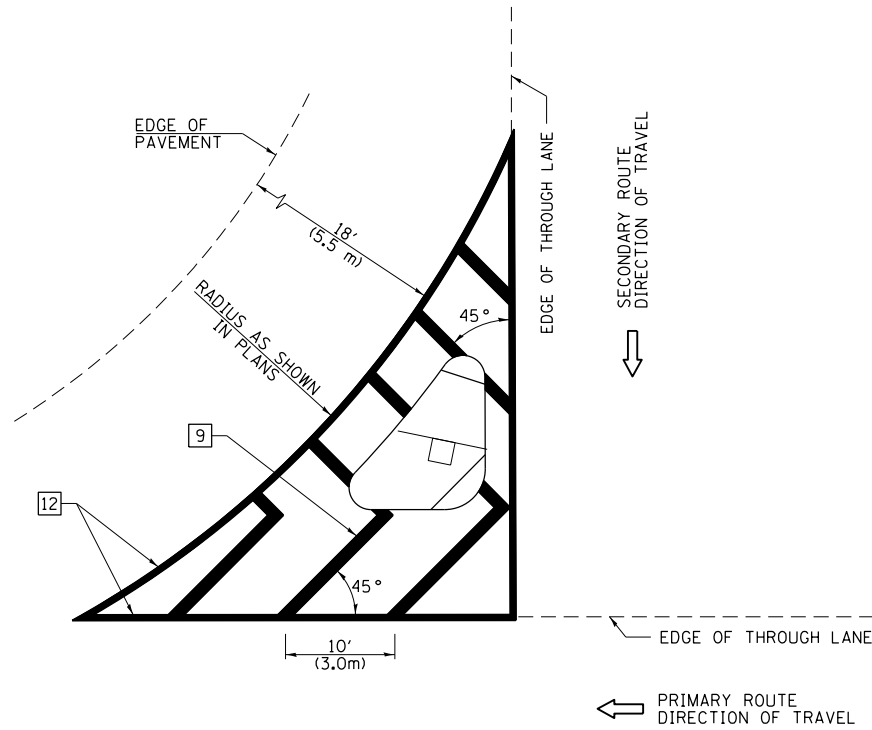 EDGE OF
PAVEMENT
18'
(5.5 m)
RADIUS AS SHOWN
IN PLANS
45°
EDGE OF THROUGH LANE
SECONDARY ROUTE
DIRECTION OF TRAVEL
9
12
45°
10'
(3.0m)
EDGE OF THROUGH LANE
PRIMARY ROUTE
DIRECTION OF TRAVEL